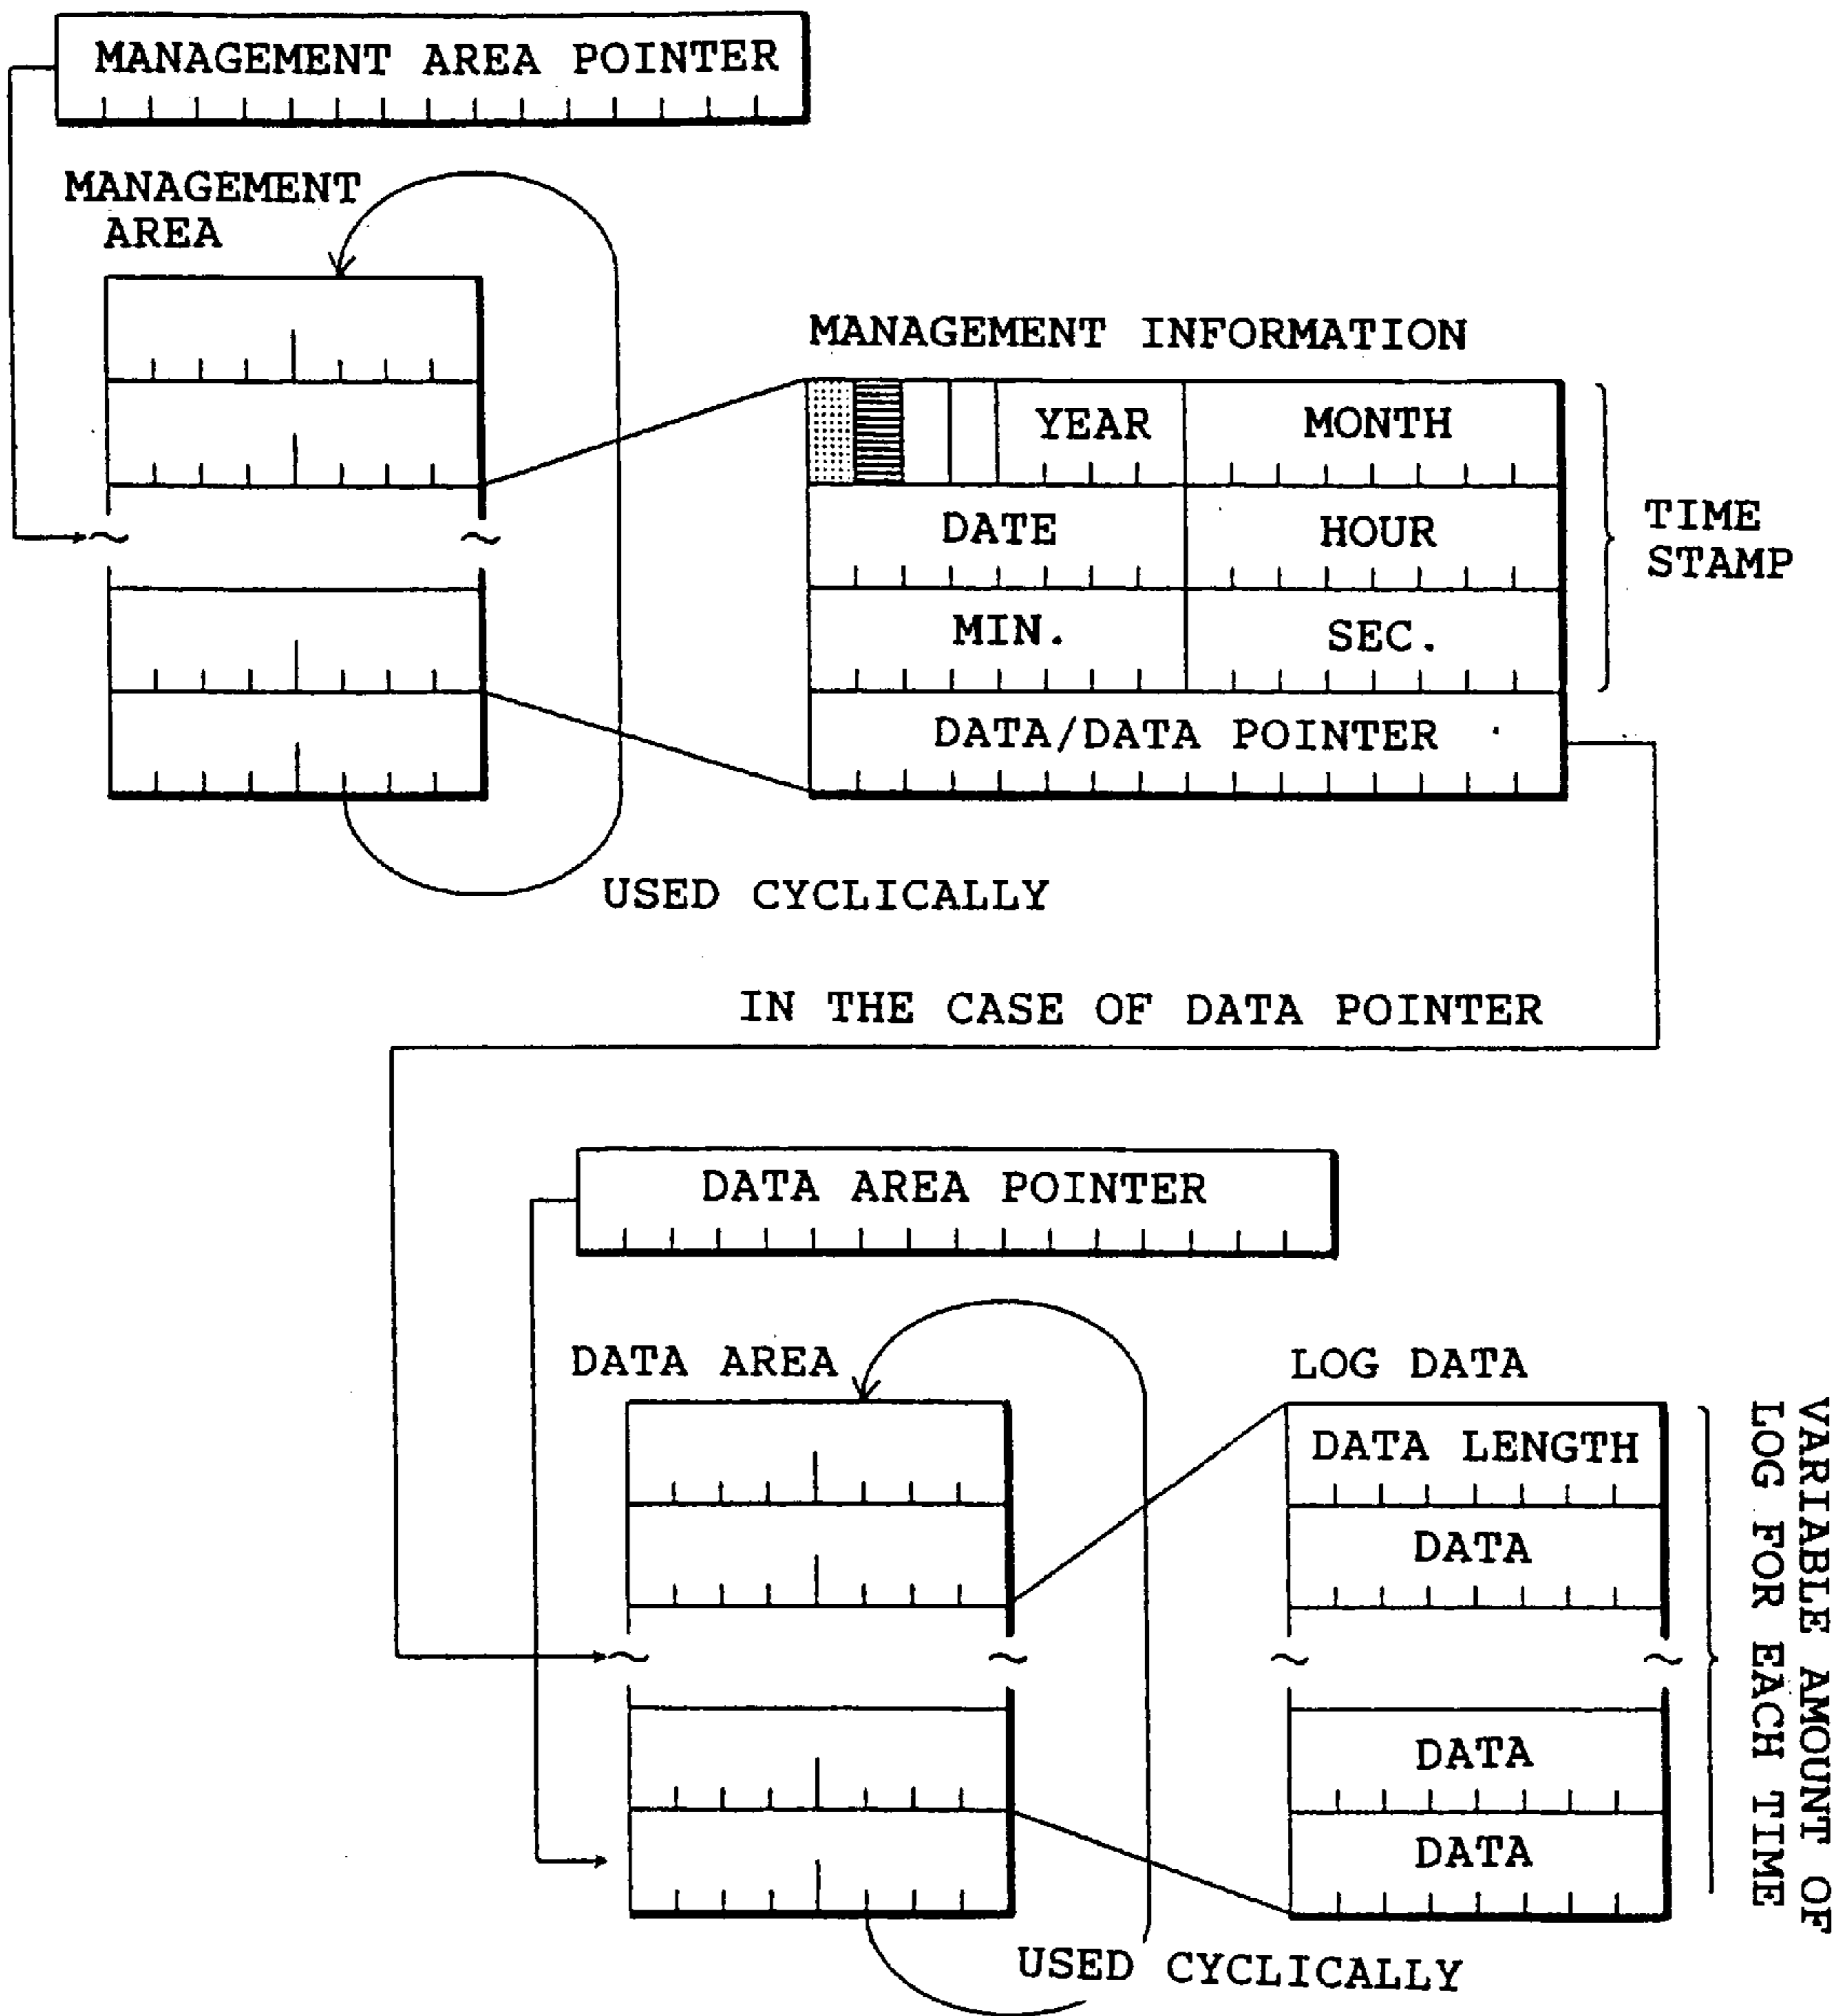 MANAGEMENT AREA POINTER
MANAGEMENT
AREA
MANAGEMENT INFORMATION
YEAR
MONTH
DATE
HOUR
MIN.
SEC.
DATA/DATA POINTER
TIME
STAMP
USED CYCLICALLY
IN THE CASE OF DATA POINTER
DATA AREA POINTER
DATA AREA
LOG DATA
DATA LENGTH
DATA
DATA
DATA
VARIABLE AMOUNT OF
LOG FOR EACH TIME
USED CYCLICALLY